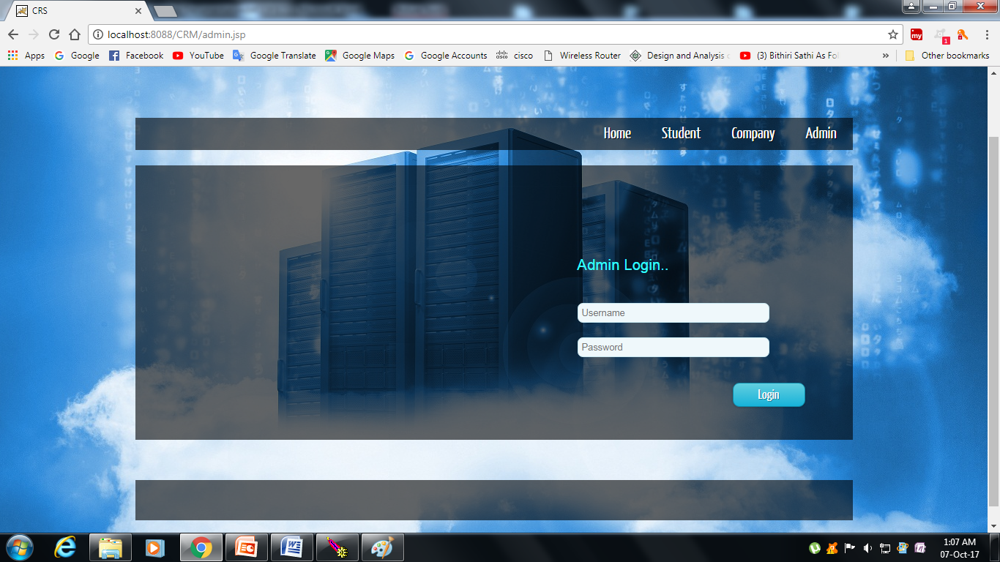 CRS
localhost:8088/CRM/admin.jsp
my
1
Apps
Google
Facebook
YouTube
Google Translate
Google Maps
Google Accounts
cisco
Wireless Router
Design and Analysis
(3) Bithiri Sathi As Fo
»
Other bookmarks
Home
Student
Company
Admin
Admin Login..
Username
Password
Login
1:07 AM
07-Oct-17